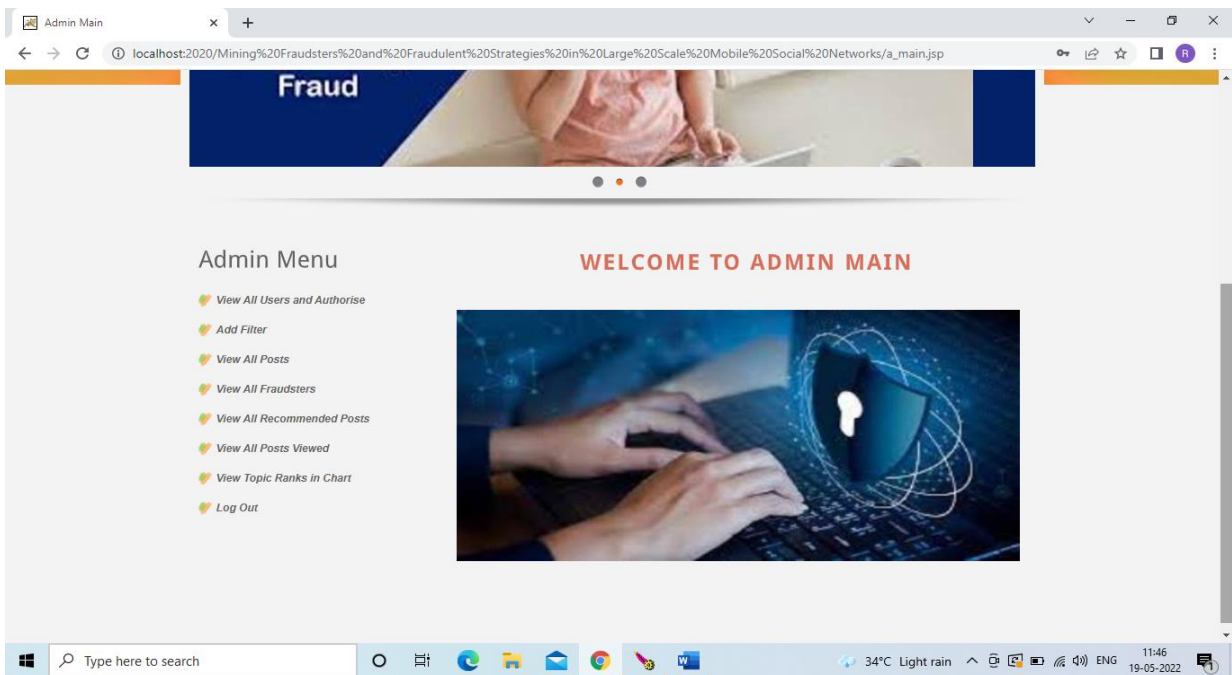 Admin Main
localhost:2020/Mining%20Fraudsters%20and%20Fraudulent%20Strategies%20in%20Large%20Scale%20Mobile%20Social%20Networks/a_main.jsp
R
Fraud
Admin Menu
WELCOME TO ADMIN MAIN
View All Users and Authorise
Add Filter
View All Posts
View All Fraudsters
View All Recommended Posts
View All Posts Viewed
View Topic Ranks in Chart
Log Out
Type here to search
34°C Light rain
ENG
11:46
19-05-2022
1